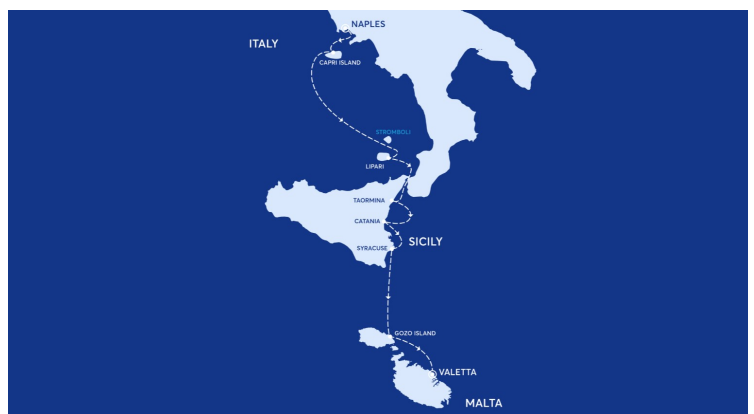 NAPLES
ITALY
CAPRI ISLAND
STROMBOLI
LIPARI
TAORMINA
CATANIA
SICILY
SYRACUSE
GOZO ISLAND
VALETTA
MALTA